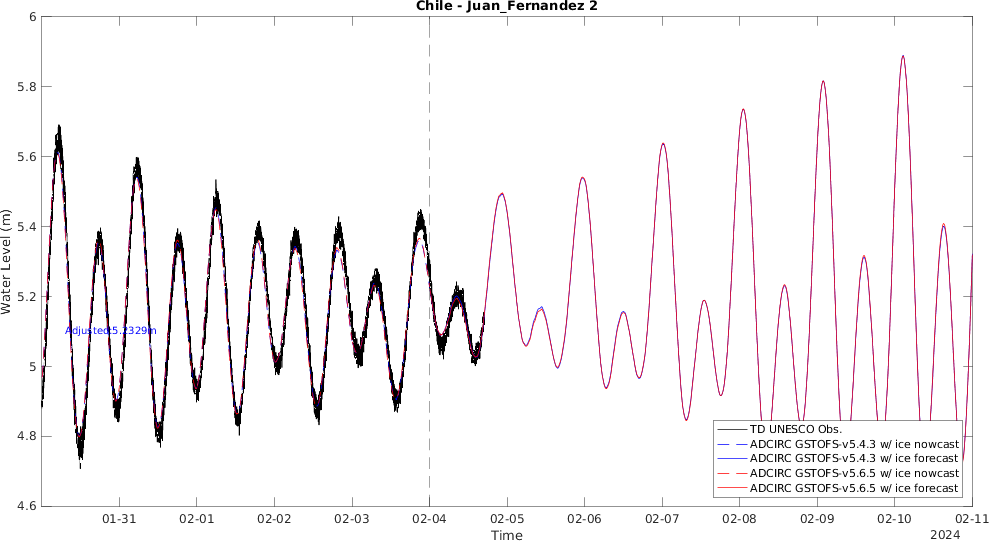 Chile - Juan_Fernandez 2
6
5.8
5.6
5.4
5.2
5
4.8
4.6
Water Level (m)
Adjusted:5.2329m
TD UNESCO Obs.
ADCIRC GSTOFS-v5.4.3 w/ ice nowcast
ADCIRC GSTOFS-v5.4.3 w/ ice forecast
ADCIRC GSTOFS-v5.6.5 w/ ice nowcast
ADCIRC GSTOFS-v5.6.5 w/ ice forecast
01-31 02-01 02-02 02-03 02-04 02-05 02-06 02-07 02-08 02-09 02-10 02-11
Time
2024